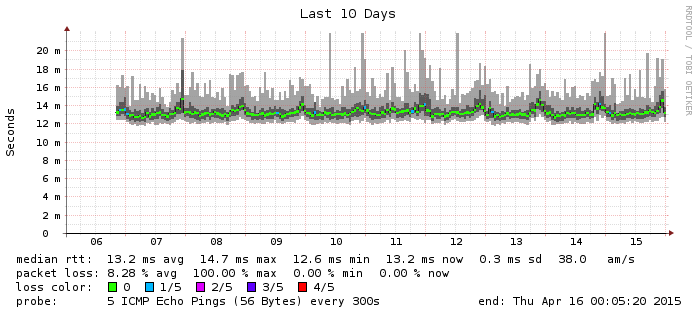 Last 10 Days
RRDTOOL / TOBI OETIKER
Seconds
20 m
18 m
16 m
14 m
12 m
10 m
8 m
6 m
4 m
2 m
0
06 07 08 09 10 11 12 13 14 15
median rtt: 13.2 ms avg 14.7 ms max 12.6 ms min 13.2 ms now 0.3 ms sd 38.0 am/s
packet loss: 8.28 % avg 100.00 % max 0.00 % min 0.00 % now
loss color: 0 1/5 2/5 3/5 4/5
probe: 5 ICMP Echo Pings (56 Bytes) every 300s end: Thu Apr 16 00:05:20 2015